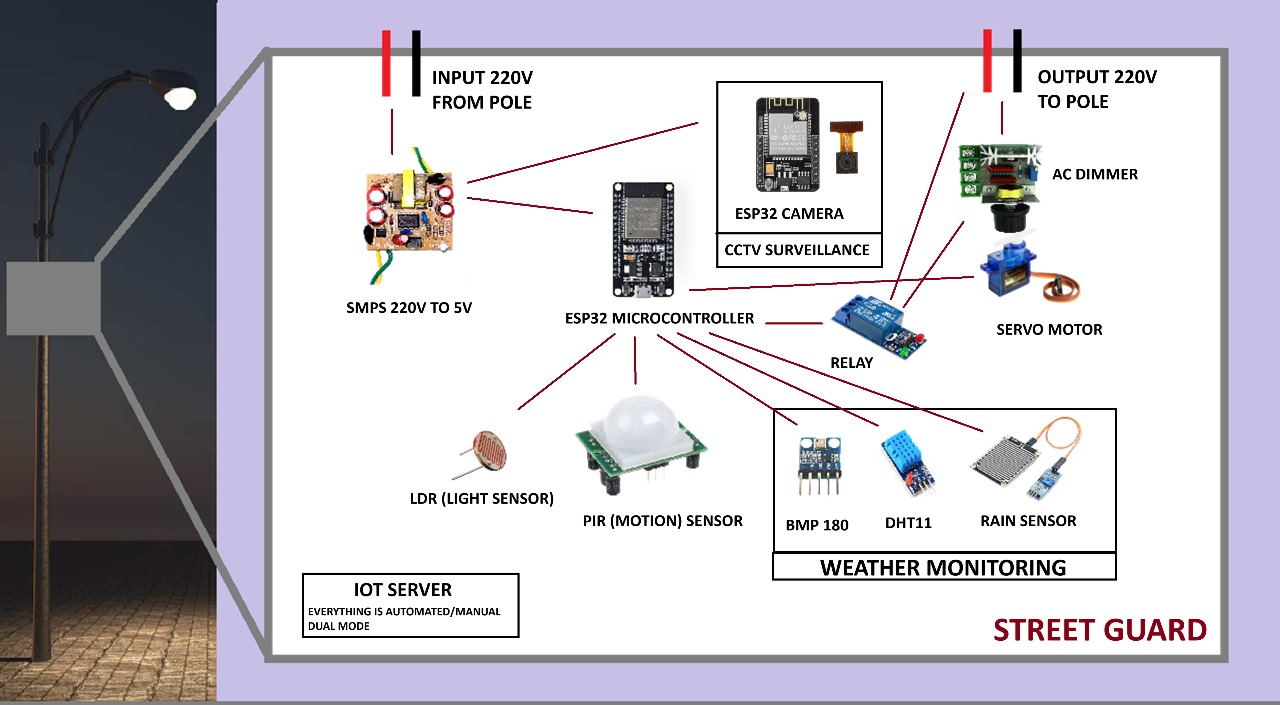 INPUT 220V
FROM POLE
OUTPUT 220V
TO POLE
AC DIMMER
ESP32 CAMERA
CCTV SURVEILLANCE
SMPS 220V TO 5V
ESP32 MICROCONTROLLER
SERVO MOTOR
RELAY
LDR (LIGHT SENSOR)
PIR (MOTION) SENSOR
BMP 180
DHT11
RAIN SENSOR
WEATHER MONITORING
IOT SERVER
EVERYTHING IS AUTOMATED/MANUAL
DUAL MODE
STREET GUARD